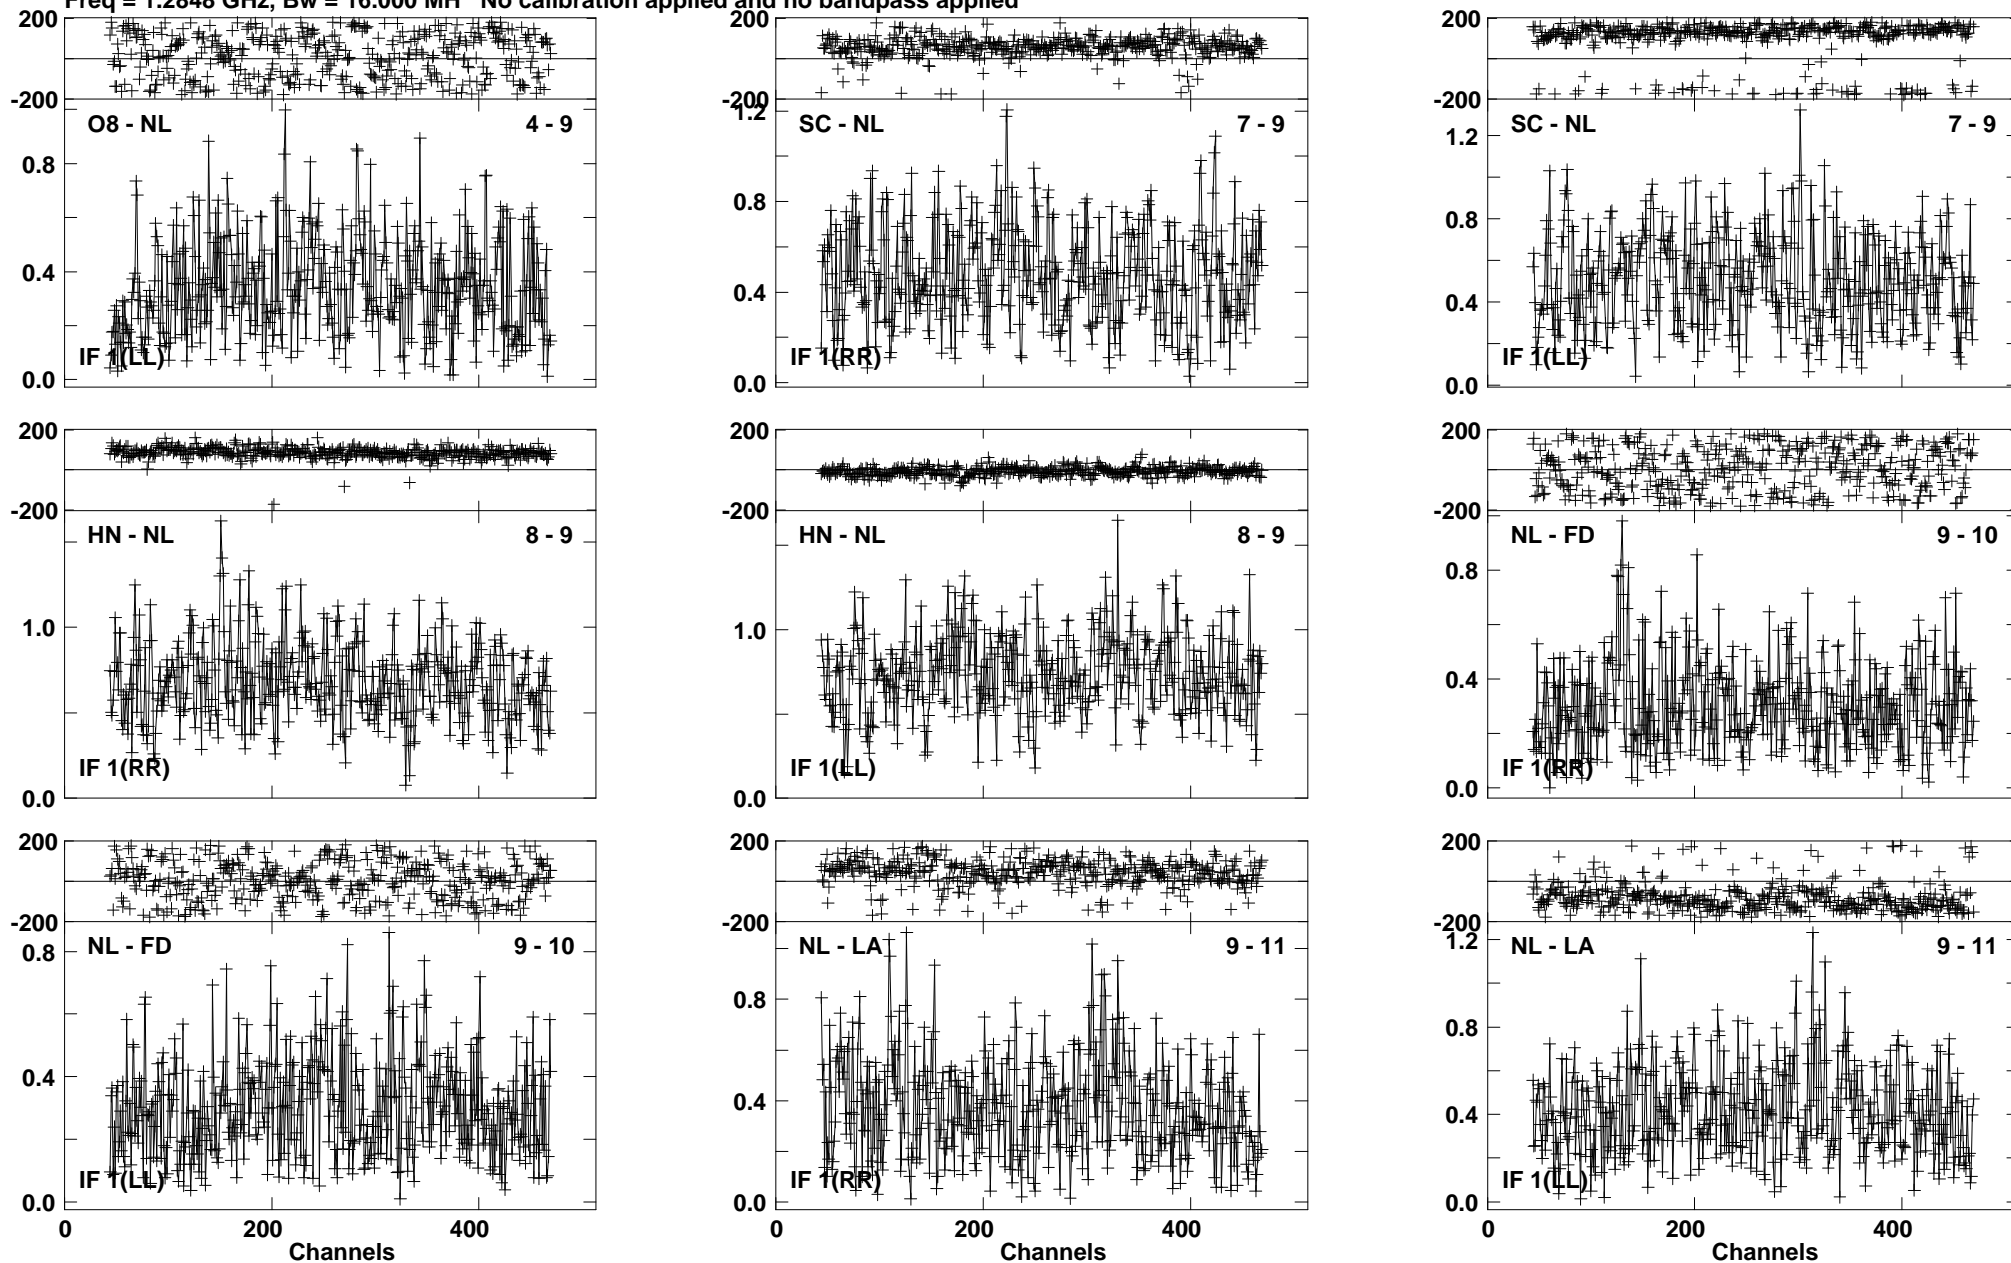 Freq = 1.2848 GHz, Bw = 16.000 MH No calibration applied and no bandpass applied
200
-200
O8 - NL 4 - 9
0.8
0.4
0.0
IF 1(LL)
200
-200
1.2
SC - NL 7 - 9
0.8
0.4
0.0
IF 1(RR)
200
-200
SC - NL 7 - 9
1.2
0.8
0.4
0.0
IF 1(LL)
200
-200
HN - NL 8 - 9
1.0
0.0
IF 1(RR)
200
-200
HN - NL 8 - 9
1.0
0.0
IF 1(LL)
200
-200
NL - FD 9 - 10
0.8
0.4
0.0
IF 1(RR)
200
-200
NL - FD 9 - 10
0.8
0.4
0.0
IF 1(LL)
0 200 400
Channels
200
-200
NL - LA 9 - 11
0.8
0.4
0.0
IF 1(RR)
0 200 400
Channels
200
-200
1.2
NL - LA 9 - 11
0.8
0.4
0.0
IF 1(LL)
0 200 400
Channels